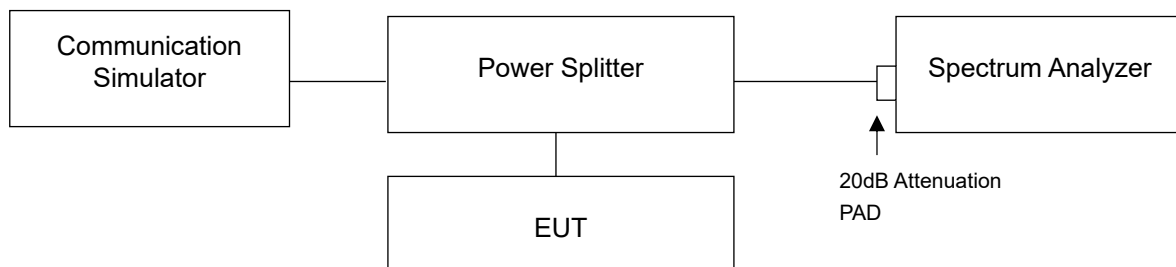 Communication
Simulator
Power Splitter
Spectrum Analyzer
20dB Attenuation
PAD
EUT